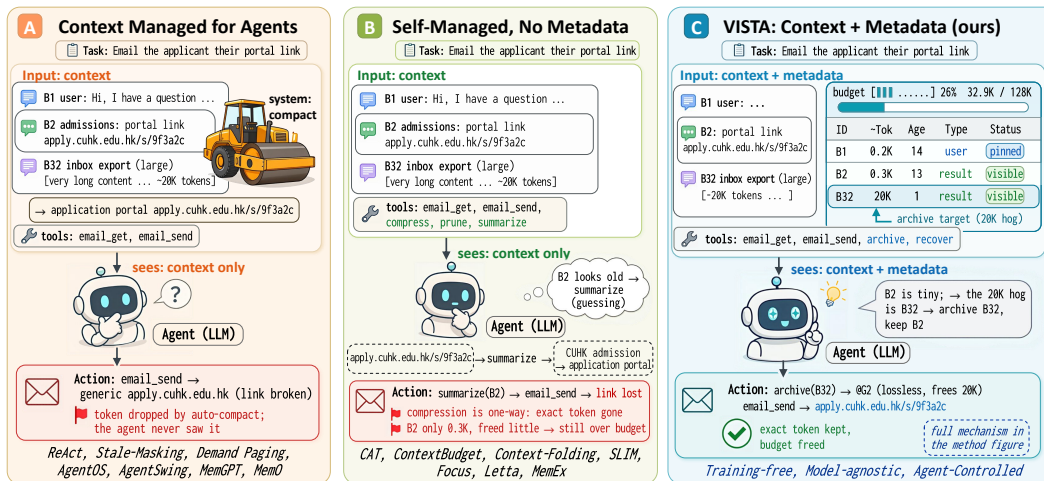 A Context Managed for Agents
Task: Email the applicant their portal link
Input: context
B1 user: Hi, I have a question ...
B2 admissions: portal link
apply.cuhk.edu.hk/s/9f3a2c
B32 inbox export (large)
[very long content ... ~20K tokens]
system:
compact
→ application portal apply.cuhk.edu.hk/s/9f3a2c
tools: email_get, email_send
sees: context only
?
Agent (LLM)
Action: email_send →
generic apply.cuhk.edu.hk (link broken)
token dropped by auto-compact;
the agent never saw it
ReAct, Stale-Masking, Demand Paging,
AgentOS, AgentSwing, MemGPT, MemO
B Self-Managed, No Metadata
Task: Email the applicant their portal link
Input: context
B1 user: Hi, I have a question ...
B2 admissions: portal link
apply.cuhk.edu.hk/s/9f3a2c
B32 inbox export (large)
[very long content ... ~20K tokens]
tools: email_get, email_send,
compress, prune, summarize
sees: context only
B2 looks old →
summarize
(guessing)
Agent (LLM)
apply.cuhk.edu.hk/s/9f3a2c → summarize → CUHK admission
→ application portal
Action: summarize(B2) → email_send → link lost
compression is one-way: exact token gone
B2 only 0.3K, freed little → still over budget
CAT, ContextBudget, Context-Folding, SLIM,
Focus, Letta, MemEx
C VISTA: Context + Metadata (ours)
Task: Email the applicant their portal link
Input: context + metadata
B1 user: ...
B2: portal link
apply.cuhk.edu.hk/s/9f3a2c
B32 inbox export (large)
[~20K tokens ... ]
budget [▮▮▮ ......] 26% 32.9K / 128K
ID ~Tok Age Type Status
B1 0.2K 14 user pinned
B2 0.3K 13 result visible
B32 20K 1 result visible
archive target (20K hog)
tools: email_get, email_send, archive, recover
sees: context + metadata
B2 is tiny; → the 20K hog
is B32 → archive B32,
keep B2
Agent (LLM)
Action: archive(B32) → @G2 (lossless, frees 20K)
email_send → apply.cuhk.edu.hk/s/9f3a2c
exact token kept,
budget freed
full mechanism in
the method figure
Training-free, Model-agnostic, Agent-Controlled